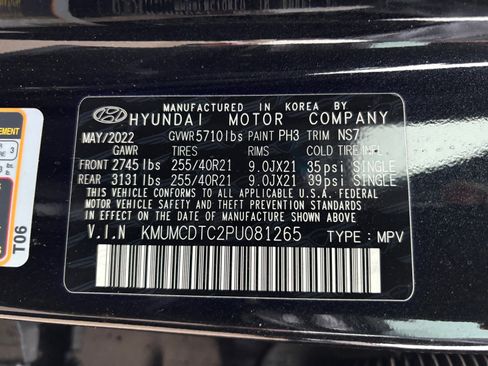 MANUFACTURED IN KOREA BY
HYUNDAI MOTOR COMPANY
MAY/2022 GVWR 5710 lbs PAINT PH3 TRIM NS7
GAWR TIRES RIMS COLD TIRE INFL.
FRONT 2745 lbs 255/40R21 9.0JX21 35psi SINGLE
REAR 3131 lbs 255/40R21 9.0JX21 39psi SINGLE
THIS VEHICLE CONFORMS TO ALL APPLICABLE U.S. FEDERAL
MOTOR VEHICLE SAFETY AND THEFT PREVENTION STANDARDS
IN EFFECT ON THE DATE OF MANUFACTURE SHOWN ABOVE.
V.I.N KMUMCDTC2PU081265 TYPE : MPV
3
T06